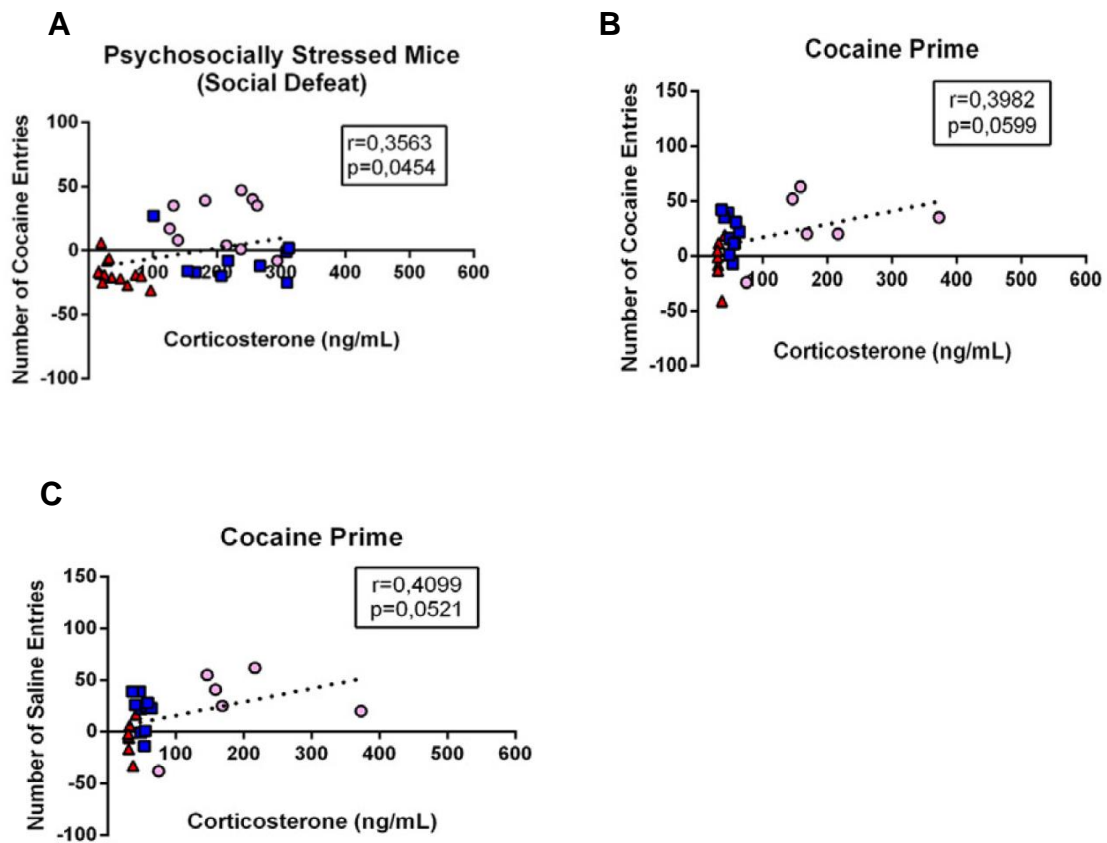 A
Psychosocially Stressed Mice
(Social Defeat)
Number of Cocaine Entries
100
50
0
-50
-100
100
200
300
400
500
600
r=0,3563
p=0,0454
Corticosterone (ng/mL)
B
Cocaine Prime
Number of Cocaine Entries
150
100
50
0
-50
-100
100
200
300
400
500
600
r=0,3982
p=0,0599
Corticosterone (ng/mL)
C
Cocaine Prime
Number of Saline Entries
150
100
50
0
-50
-100
100
200
300
400
500
600
r=0,4099
p=0,0521
Corticosterone (ng/mL)